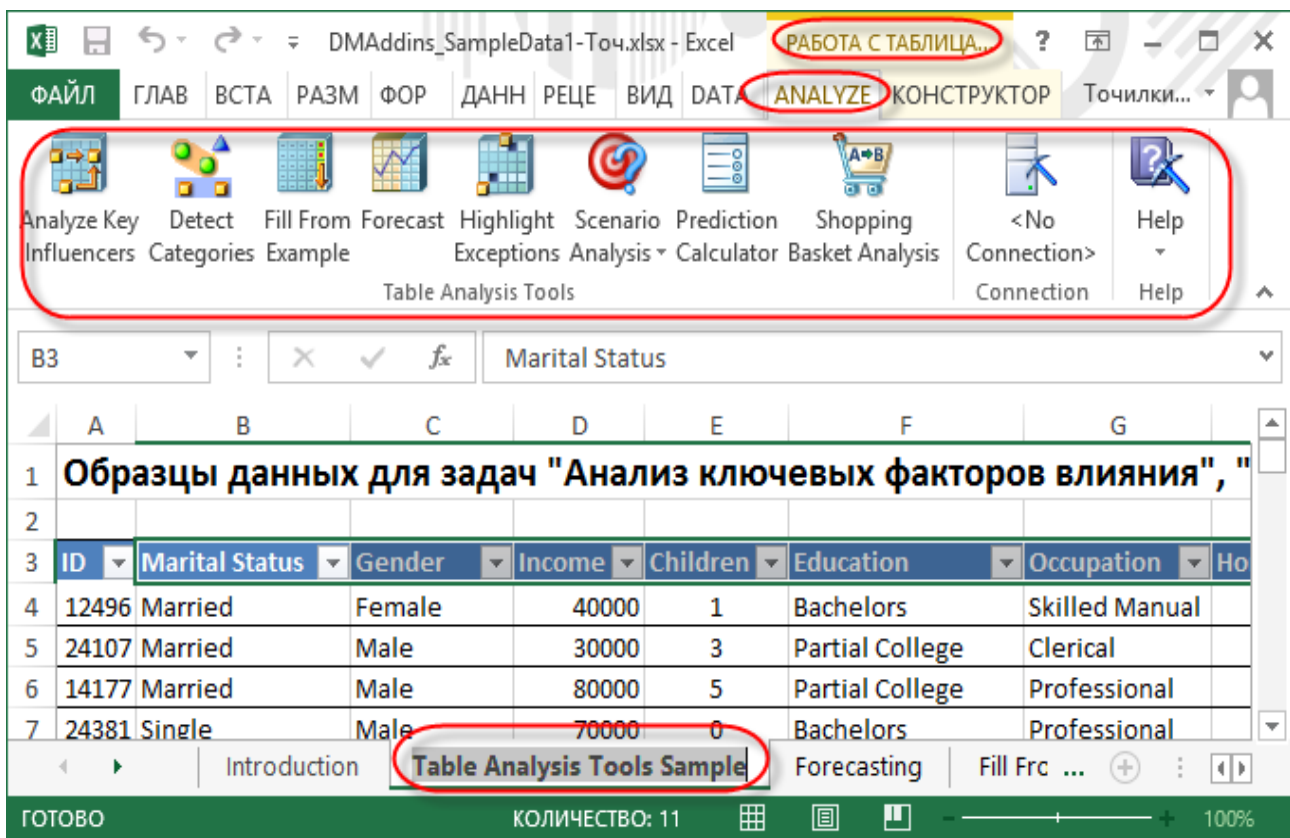 DMAddins_SampleData1-Точ.xlsx - Excel РАБОТА С ТАБЛИЦА... ?
ФАЙЛ ГЛАВ ВСТА РАЗМ ФОР ДАНН РЕЦЕ ВИД DATA ANALYZE КОНСТРУКТОР Точилки...
Analyze Key Influencers
Detect Categories
Fill From Example
Forecast
Highlight Exceptions
Scenario Analysis
Prediction Calculator
A B
Shopping Basket Analysis
<No Connection>
Help
Table Analysis Tools Connection Help
B3 fx Marital Status
A B C D E F G
1 Образцы данных для задач "Анализ ключевых факторов влияния", "
2
3 ID Marital Status Gender Income Children Education Occupation Ho
4 12496 Married Female 40000 1 Bachelors Skilled Manual
5 24107 Married Male 30000 3 Partial College Clerical
6 14177 Married Male 80000 5 Partial College Professional
7 24381 Single Male 70000 0 Bachelors Professional
Introduction Table Analysis Tools Sample Forecasting Fill Frc ...
ГОТОВО КОЛИЧЕСТВО: 11 100%